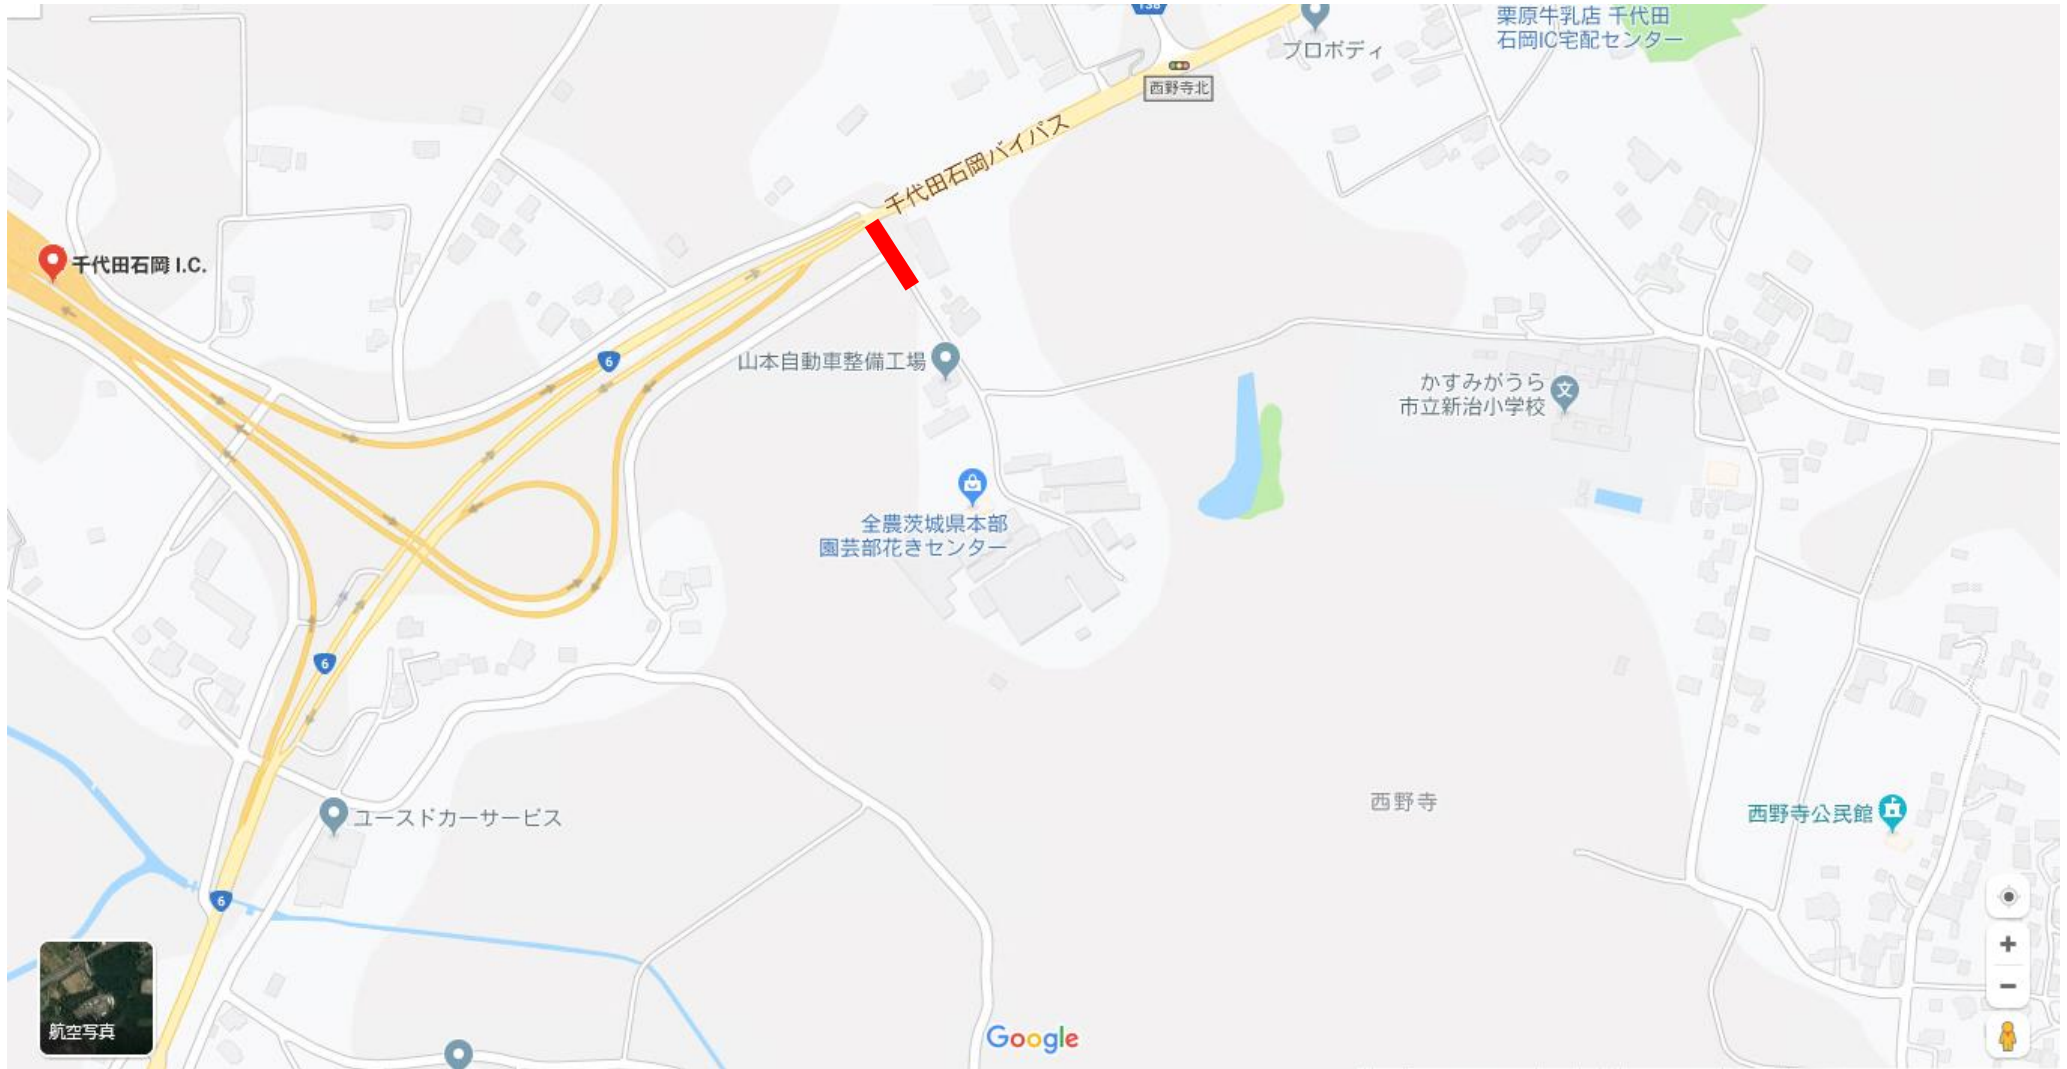 138
栗原牛乳店 千代田
石岡IC宅配センター
プロボディ
西野寺北
千代田石岡バイパス
千代田石岡 I.C.
6
山本自動車整備工場
かすみがうら
市立新治小学校
文
全農茨城県本部
園芸部花きセンター
6
西野寺
西野寺公民館
ユースドカーサービス
6
航空写真
Google